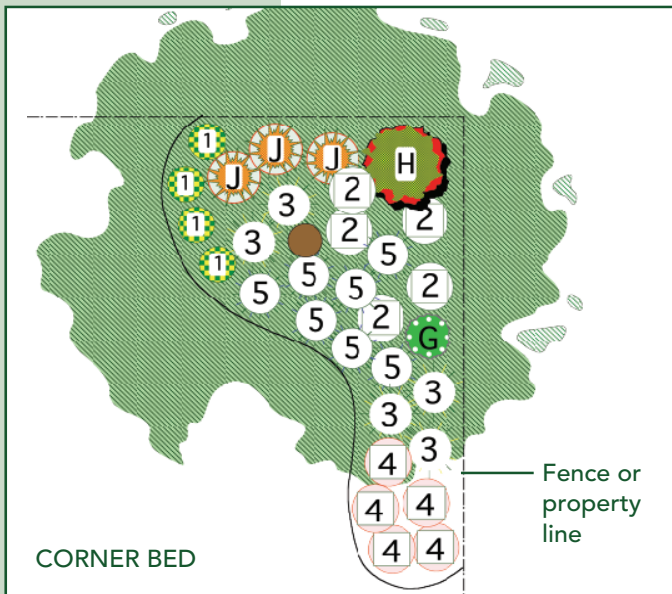 1 J J J H
1 3 2 2
1 3 2 5
1 5 5 5 2
5 2 G
5 5
3 3
4 3
4 4
4 4
Fence or
property
line
CORNER BED